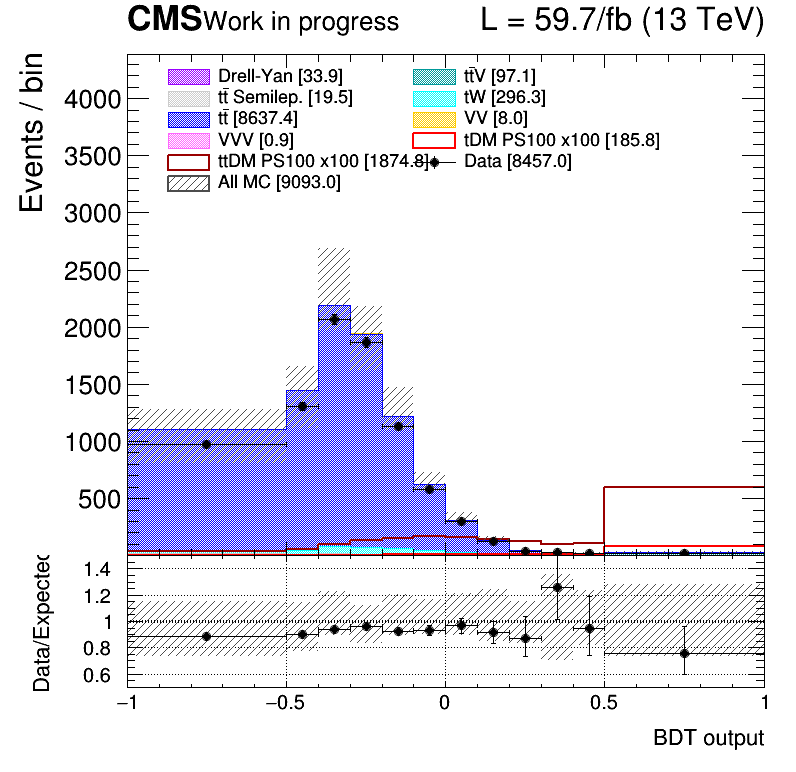 CMS Work in progress L = 59.7/fb (13 TeV)
Events / bin
Drell-Yan [33.9] tt̄V [97.1]
tt̄ Semilep. [19.5] tW [296.3]
tt̄ [8637.4] VV [8.0]
VVV [0.9] tDM PS100 x100 [185.8]
ttDM PS100 x100 [1874.8] Data [8457.0]
All MC [9093.0]
4000
3500
3000
2500
2000
1500
1000
500
Data/Expected
1.4
1.2
1
0.8
0.6
−1 −0.5 0 0.5 1
BDT output